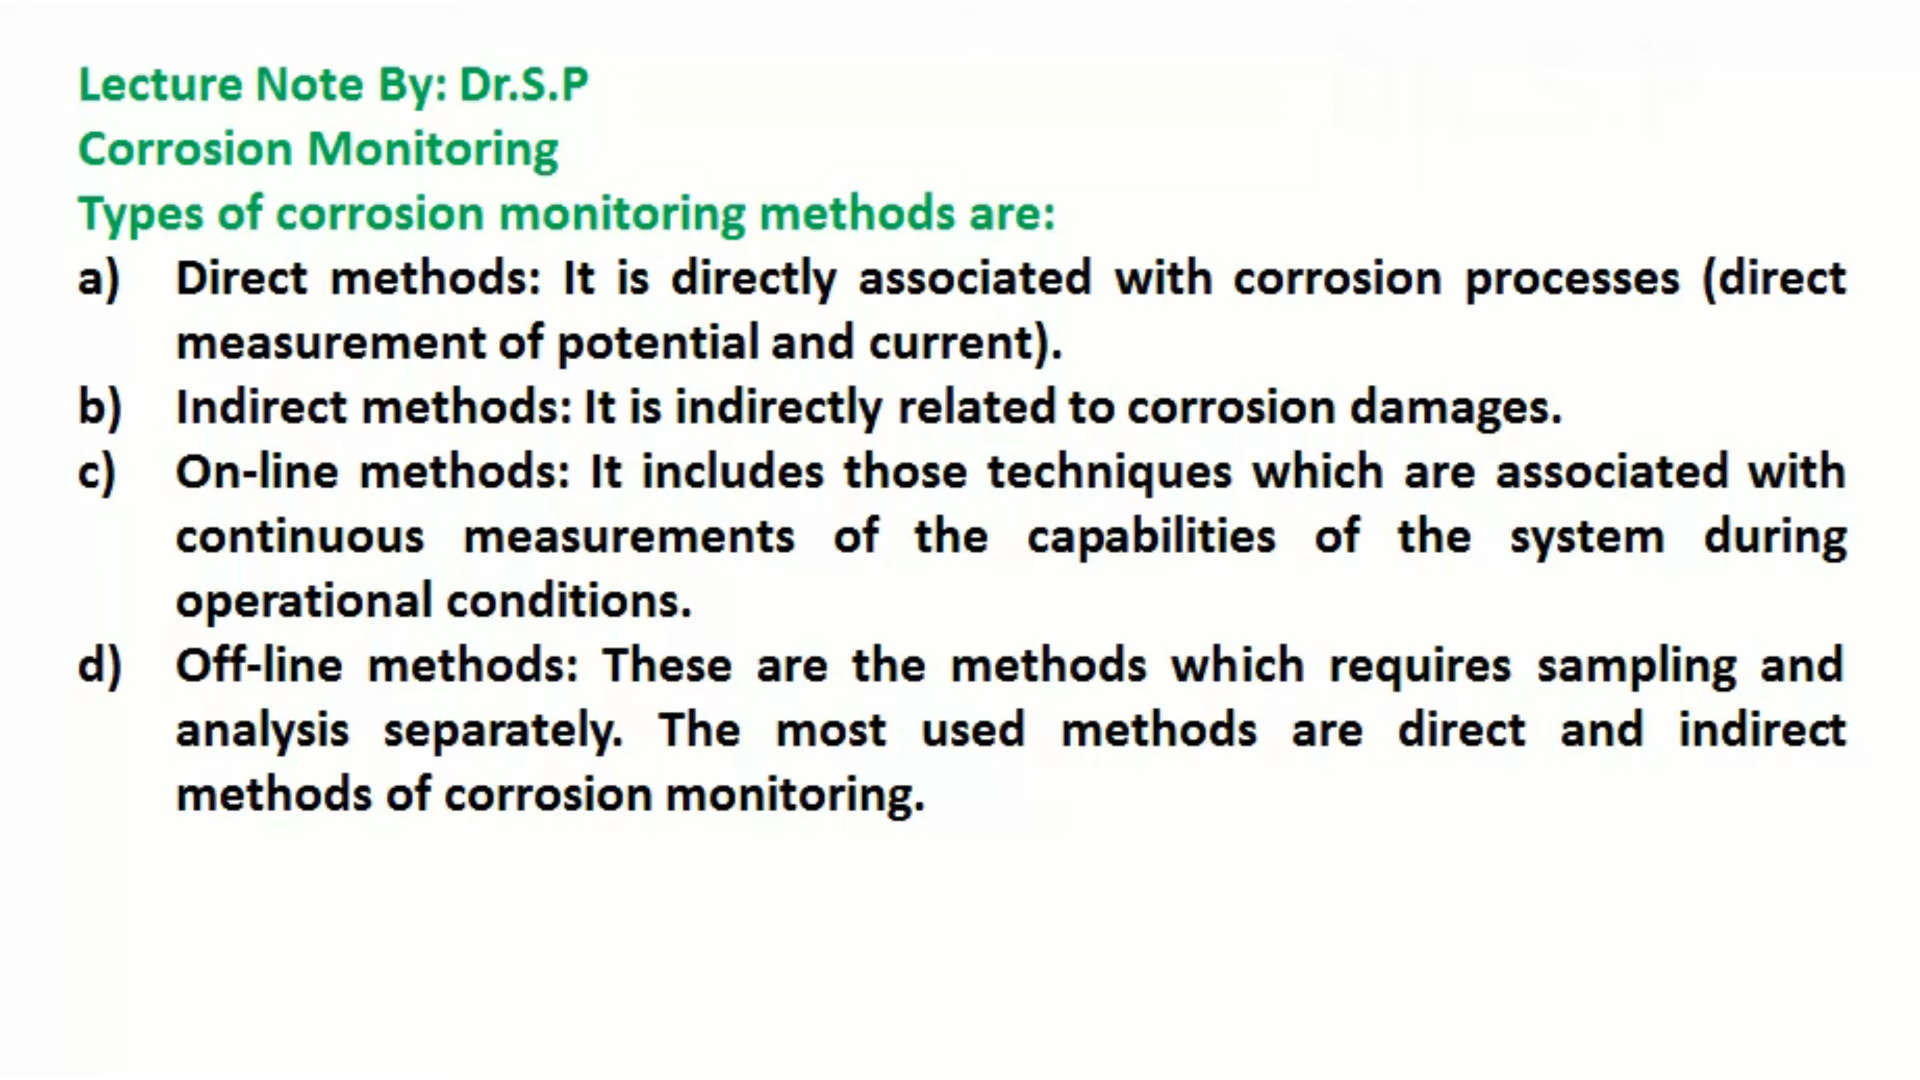 Lecture Note By: Dr.S.P
Corrosion Monitoring
Types of corrosion monitoring methods are:
a) Direct methods: It is directly associated with corrosion processes (direct
measurement of potential and current).
b) Indirect methods: It is indirectly related to corrosion damages.
c) On-line methods: It includes those techniques which are associated with
continuous measurements of the capabilities of the system during
operational conditions.
d) Off-line methods: These are the methods which requires sampling and
analysis separately. The most used methods are direct and indirect
methods of corrosion monitoring.